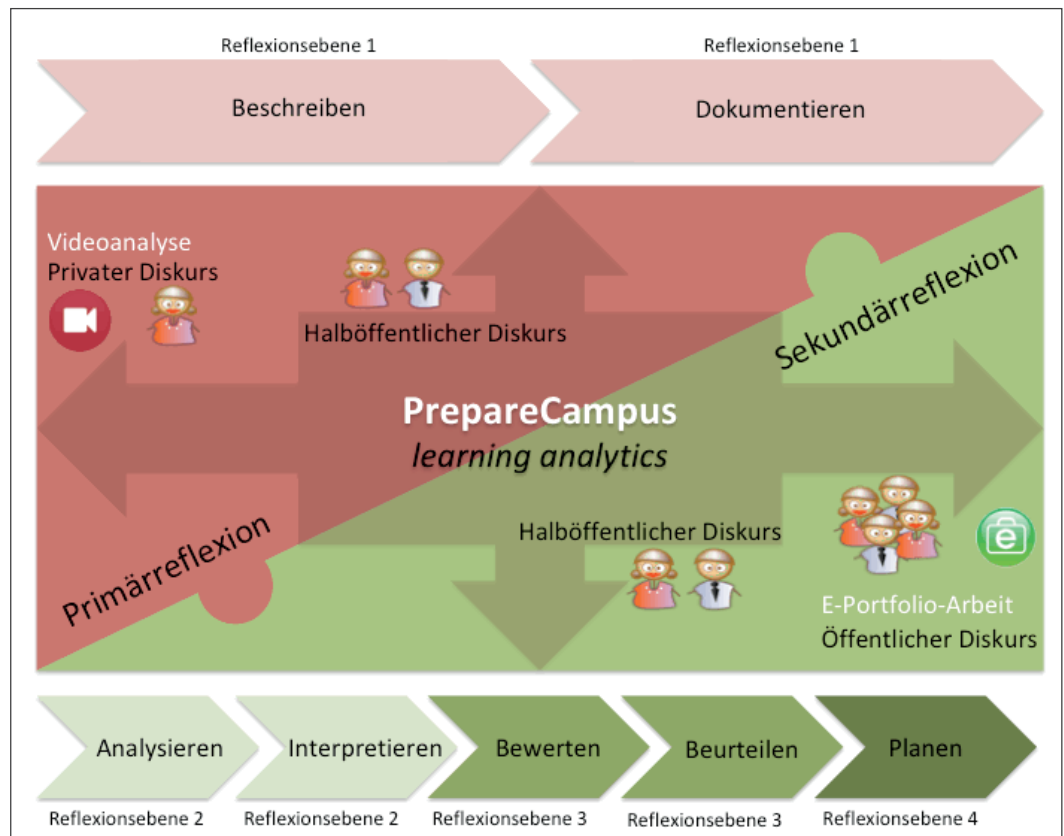 Reflexionsebene 1
Reflexionsebene 1
Beschreiben
Dokumentieren
Videoanalyse
Privater Diskurs
Halböffentlicher Diskurs
Sekundärreflexion
PrepareCampus
learning analytics
Primärreflexion
Halböffentlicher Diskurs
e
E-Portfolio-Arbeit
Öffentlicher Diskurs
Analysieren
Interpretieren
Bewerten
Beurteilen
Planen
Reflexionsebene 2
Reflexionsebene 2
Reflexionsebene 3
Reflexionsebene 3
Reflexionsebene 4